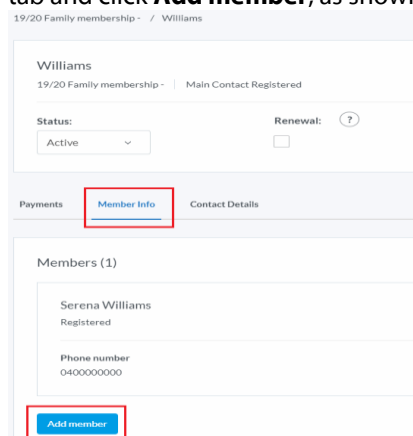 tab and click Add member, as shown
19/20 Family membership - / Williams
Williams
19/20 Family membership - | Main Contact Registered
Status: Renewal: ?
Active
Payments Member Info Contact Details
Members (1)
Serena Williams
Registered
Phone number
0400000000
Add member